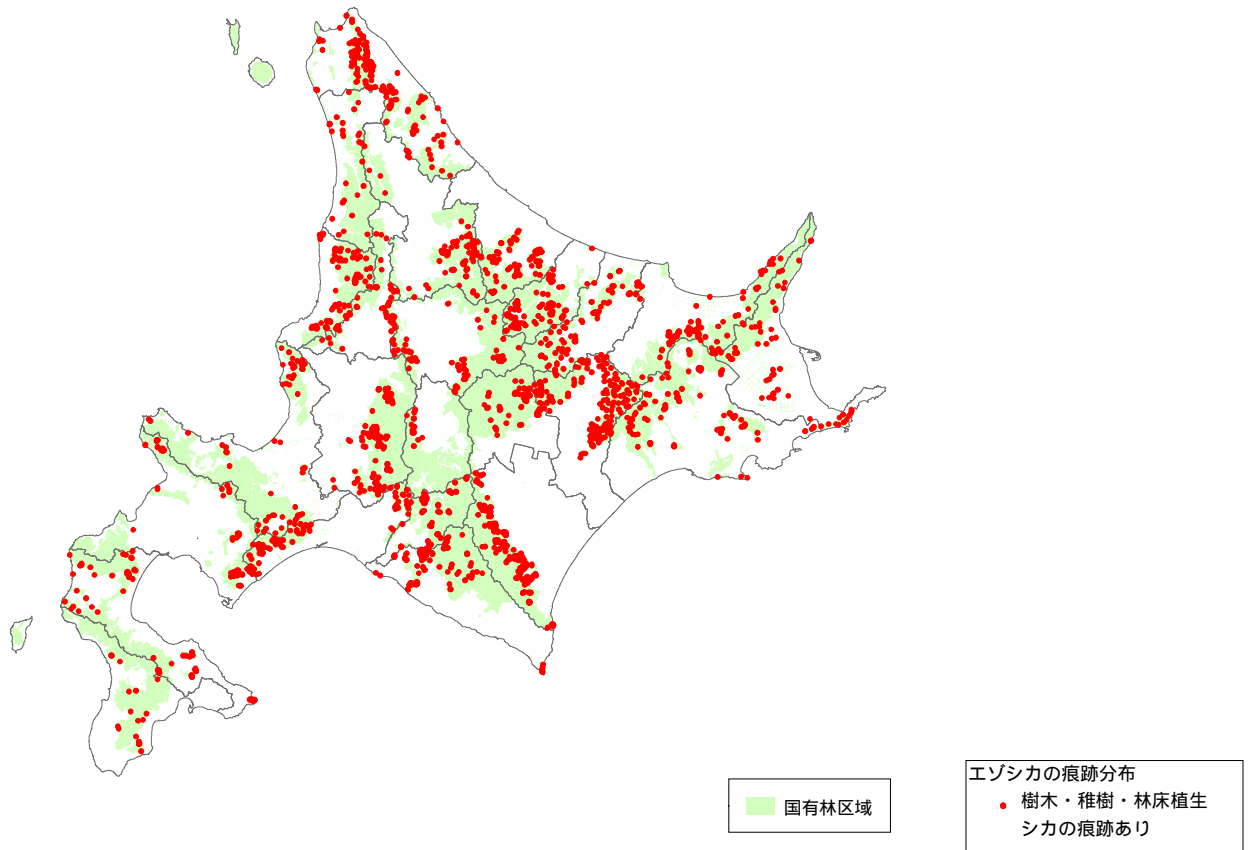 国有林区域
エゾシカの痕跡分布
樹木・稚樹・林床植生
シカの痕跡あり